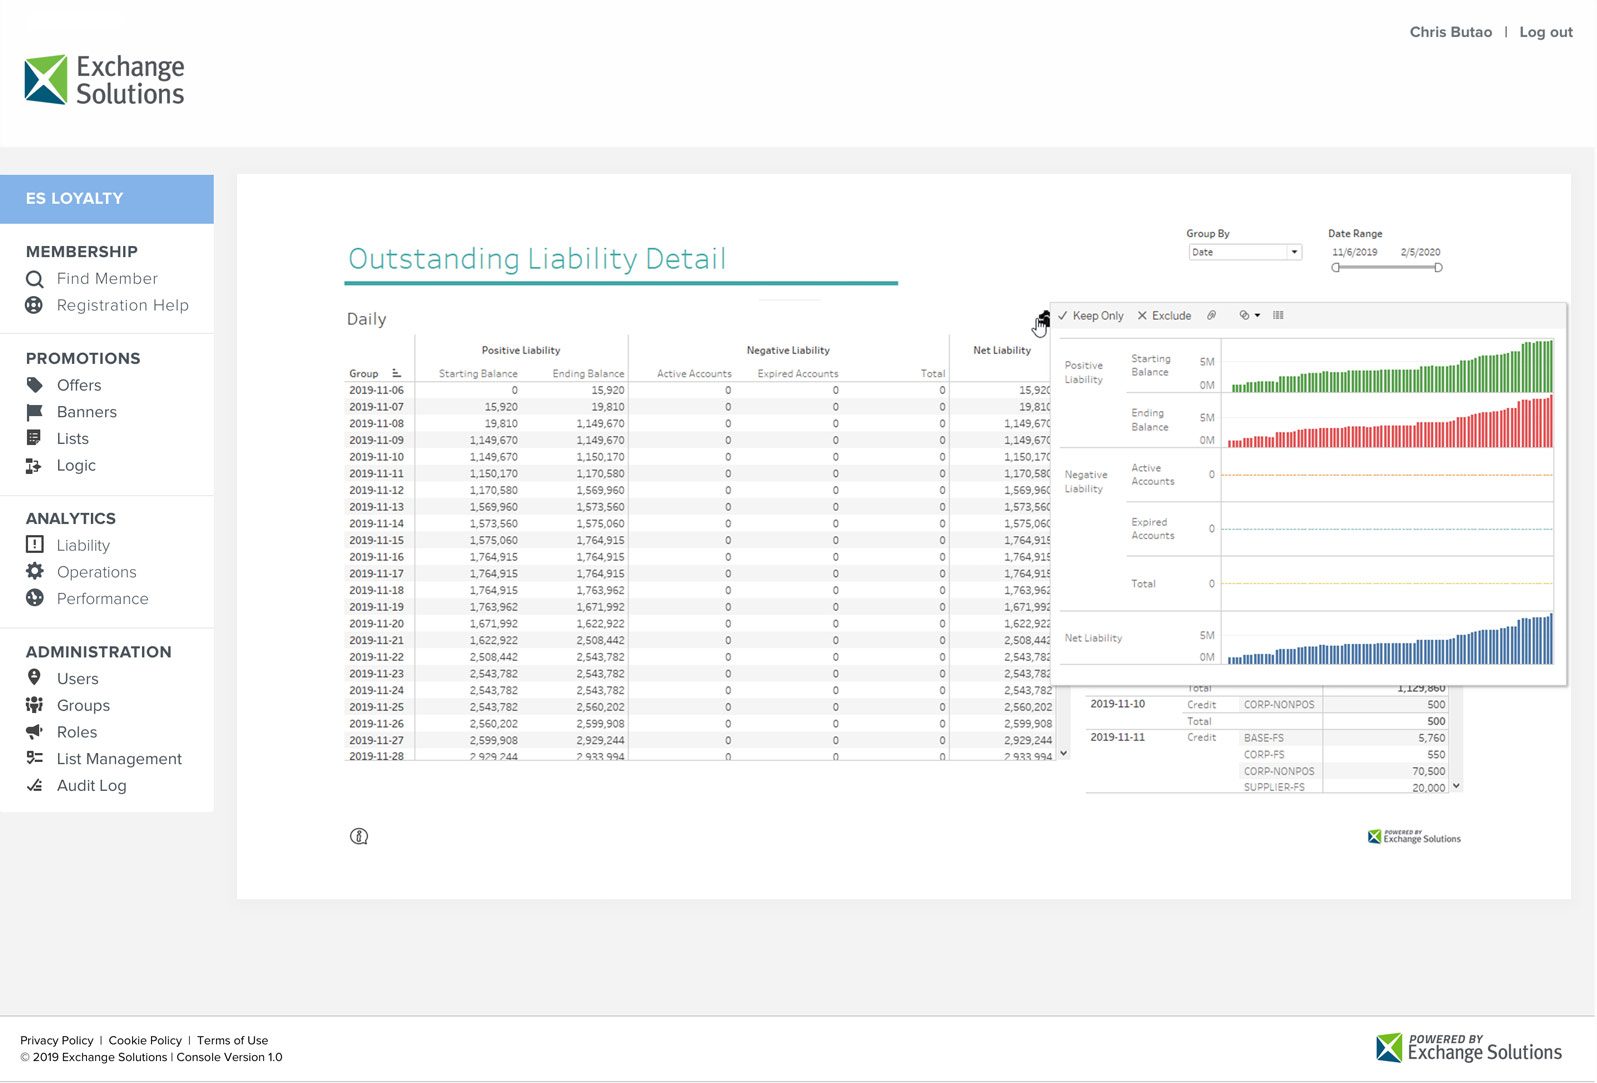 Chris Butao | Log out
Exchange
Solutions
ES LOYALTY
MEMBERSHIP
Find Member
Registration Help
PROMOTIONS
Offers
Banners
Lists
Logic
ANALYTICS
Liability
Operations
Performance
ADMINISTRATION
Users
Groups
Roles
List Management
Audit Log
Outstanding Liability Detail
Group By
Date
Date Range
11/6/2019 2/5/2020
Daily
Positive Liability Negative Liability Net Liability
Group Starting Balance Ending Balance Active Accounts Expired Accounts Total
2019-11-06 0 15,920 0 0 0 15,920
2019-11-07 15,920 19,810 0 0 0 19,810
2019-11-08 19,810 1,149,670 0 0 0 1,149,670
2019-11-09 1,149,670 1,149,670 0 0 0 1,149,670
2019-11-10 1,149,670 1,150,170 0 0 0 1,150,170
2019-11-11 1,150,170 1,170,580 0 0 0 1,170,580
2019-11-12 1,170,580 1,569,960 0 0 0 1,569,960
2019-11-13 1,569,960 1,573,560 0 0 0 1,573,560
2019-11-14 1,573,560 1,575,060 0 0 0 1,575,060
2019-11-15 1,575,060 1,764,915 0 0 0 1,764,915
2019-11-16 1,764,915 1,764,915 0 0 0 1,764,915
2019-11-17 1,764,915 1,764,915 0 0 0 1,764,915
2019-11-18 1,764,915 1,763,962 0 0 0 1,763,962
2019-11-19 1,763,962 1,671,992 0 0 0 1,671,992
2019-11-20 1,671,992 1,622,922 0 0 0 1,622,922
2019-11-21 1,622,922 2,508,442 0 0 0 2,508,442
2019-11-22 2,508,442 2,543,782 0 0 0 2,543,782
2019-11-23 2,543,782 2,543,782 0 0 0 2,543,782
2019-11-24 2,543,782 2,543,782 0 0 0 2,543,782
2019-11-25 2,543,782 2,560,202 0 0 0 2,560,202
2019-11-26 2,560,202 2,599,908 0 0 0 2,599,908
2019-11-27 2,599,908 2,929,244 0 0 0 2,929,244
2019-11-28 2,929,244 2,933,994 0 0 0 2,933,994
Keep Only Exclude
Positive
Liability
Starting
Balance
5M
0M
Ending
Balance
5M
0M
Negative
Liability
Active
Accounts
0
Expired
Accounts
0
Total 0
Net Liability
5M
0M
Total 1,129,860
2019-11-10 Credit CORP-NONPOS 500
Total 500
2019-11-11 Credit BASE-FS 5,760
CORP-FS 550
CORP-NONPOS 70,500
SUPPLIER-FS 20,000
POWERED BY
Exchange Solutions
Privacy Policy | Cookie Policy | Terms of Use
© 2019 Exchange Solutions | Console Version 1.0
POWERED BY
Exchange Solutions